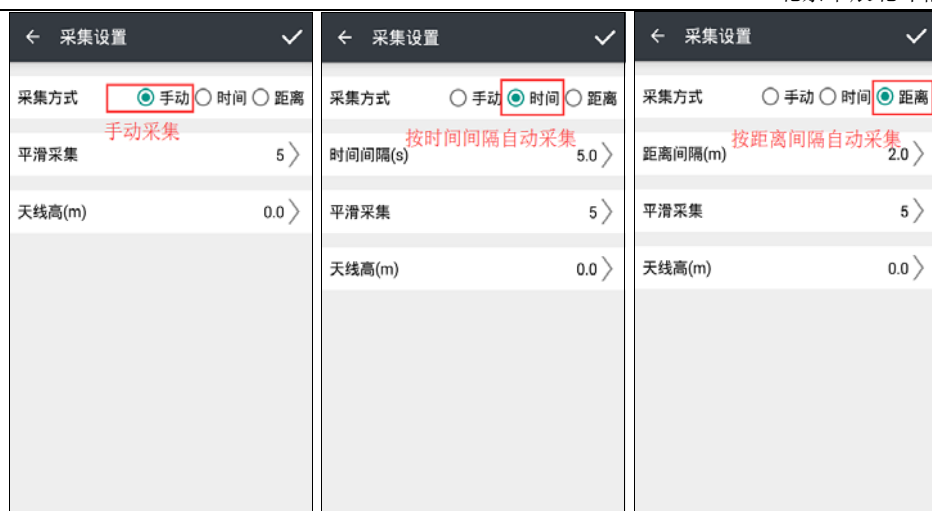 采集设置
采集方式 手动 时间 距离
手动采集
平滑采集 5
天线高(m) 0.0
采集设置
采集方式 手动 时间 距离
按时间间隔自动采集
时间间隔(s) 5.0
平滑采集 5
天线高(m) 0.0
采集设置
采集方式 手动 时间 距离
按距离间隔自动采集
距离间隔(m) 2.0
平滑采集 5
天线高(m) 0.0